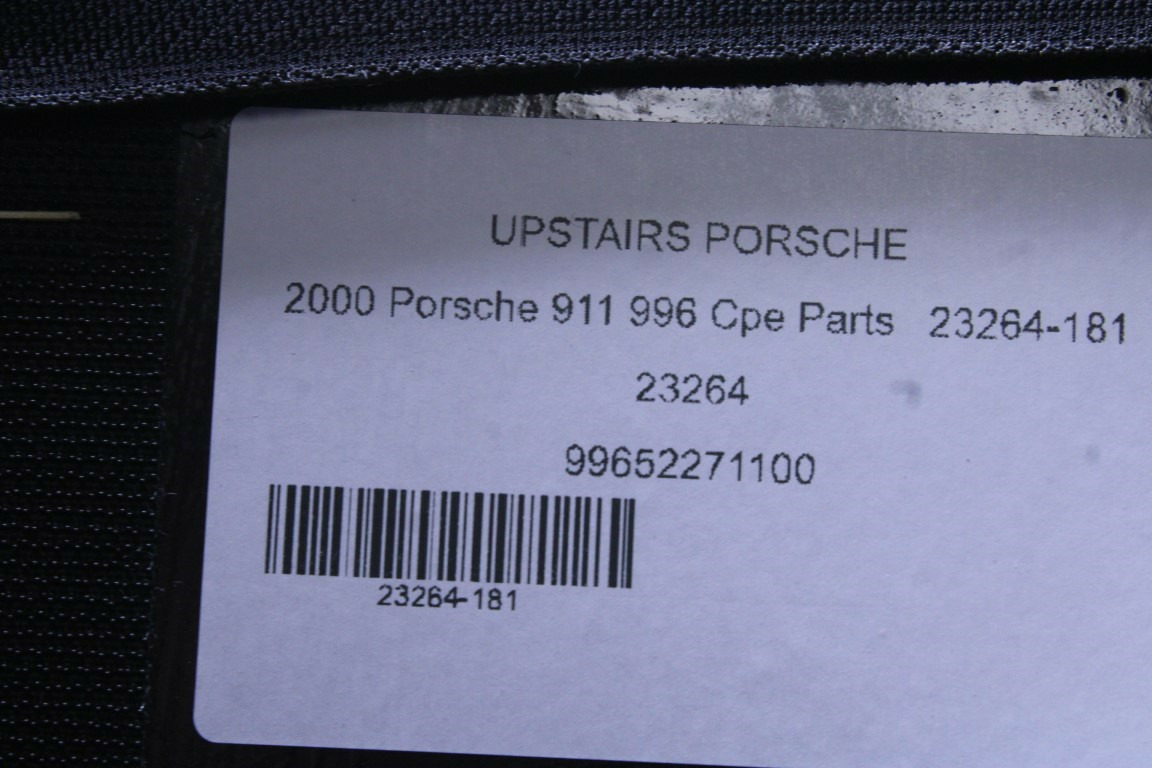 UPSTAIRS PORSCHE
2000 Porsche 911 996 Cpe Parts 23264-181
23264
99652271100
23264-181